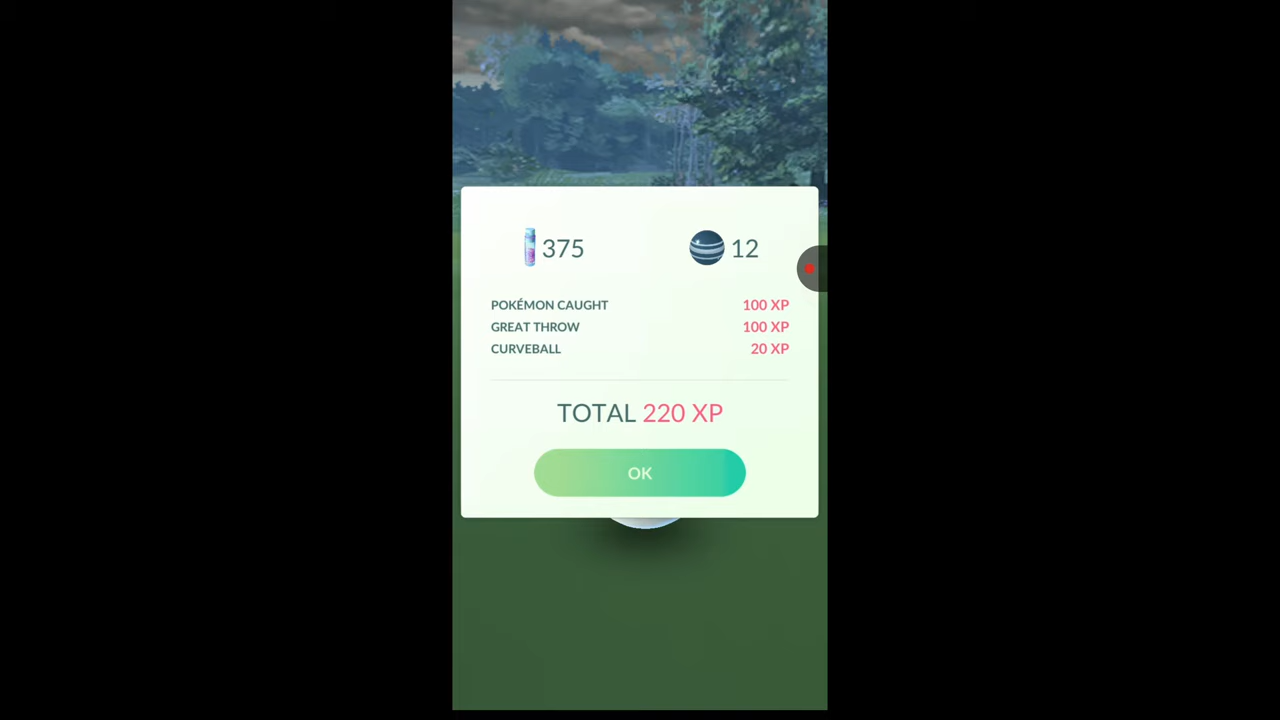 375 12
POKÉMON CAUGHT 100 XP
GREAT THROW 100 XP
CURVEBALL 20 XP
TOTAL 220 XP
OK